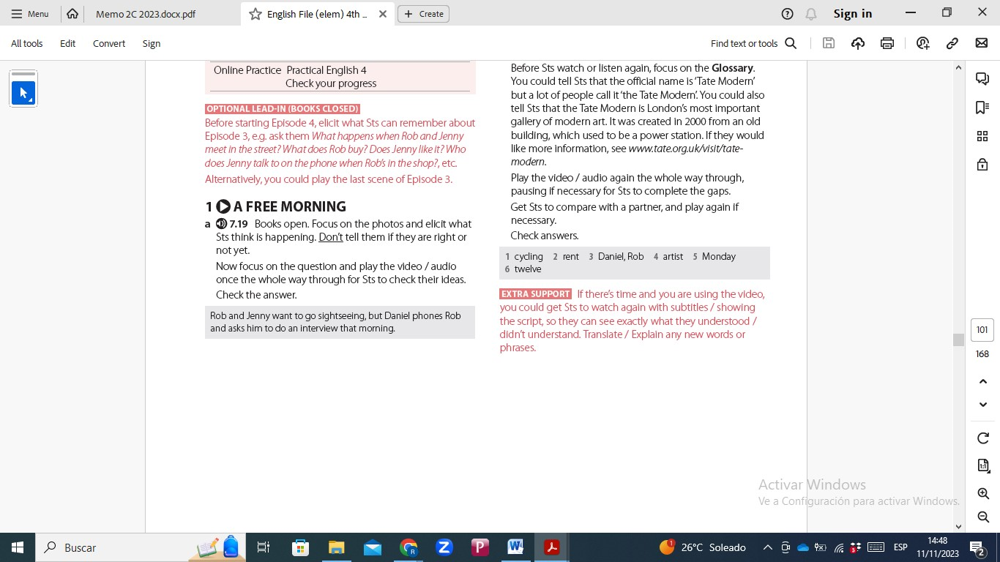 Menu
Memo 2C 2023.docx.pdf
English File (elem) 4th ...
Create
Sign in
All tools
Edit
Convert
Sign
Find text or tools
Online Practice Practical English 4
Check your progress
OPTIONAL LEAD-IN (BOOKS CLOSED)
Before starting Episode 4, elicit what Sts can remember about
Episode 3, e.g. ask them What happens when Rob and Jenny
meet in the street? What does Rob buy? Does Jenny like it? Who
does Jenny talk to on the phone when Rob's in the shop?, etc.
Alternatively, you could play the last scene of Episode 3.
1 A FREE MORNING
a 7.19 Books open. Focus on the photos and elicit what
Sts think is happening. Don't tell them if they are right or
not yet.
Now focus on the question and play the video / audio
once the whole way through for Sts to check their ideas.
Check the answer.
Rob and Jenny want to go sightseeing, but Daniel phones Rob
and asks him to do an interview that morning.
Before Sts watch or listen again, focus on the Glossary.
You could tell Sts that the official name is 'Tate Modern'
but a lot of people call it 'the Tate Modern'. You could also
tell Sts that the Tate Modern is London's most important
gallery of modern art. It was created in 2000 from an old
building, which used to be a power station. If they would
like more information, see www.tate.org.uk/visit/tate-
modern.
Play the video / audio again the whole way through,
pausing if necessary for Sts to complete the gaps.
Get Sts to compare with a partner, and play again if
necessary.
Check answers.
1 cycling 2 rent 3 Daniel, Rob 4 artist 5 Monday
6 twelve
EXTRA SUPPORT If there's time and you are using the video,
you could get Sts to watch again with subtitles / showing
the script, so they can see exactly what they understood /
didn't understand. Translate / Explain any new words or
phrases.
101
168
1:1
Activar Windows
Ve a Configuración para activar Windows.
Buscar
1
26°C Soleado
3
ESP
14:48
11/11/2023
2